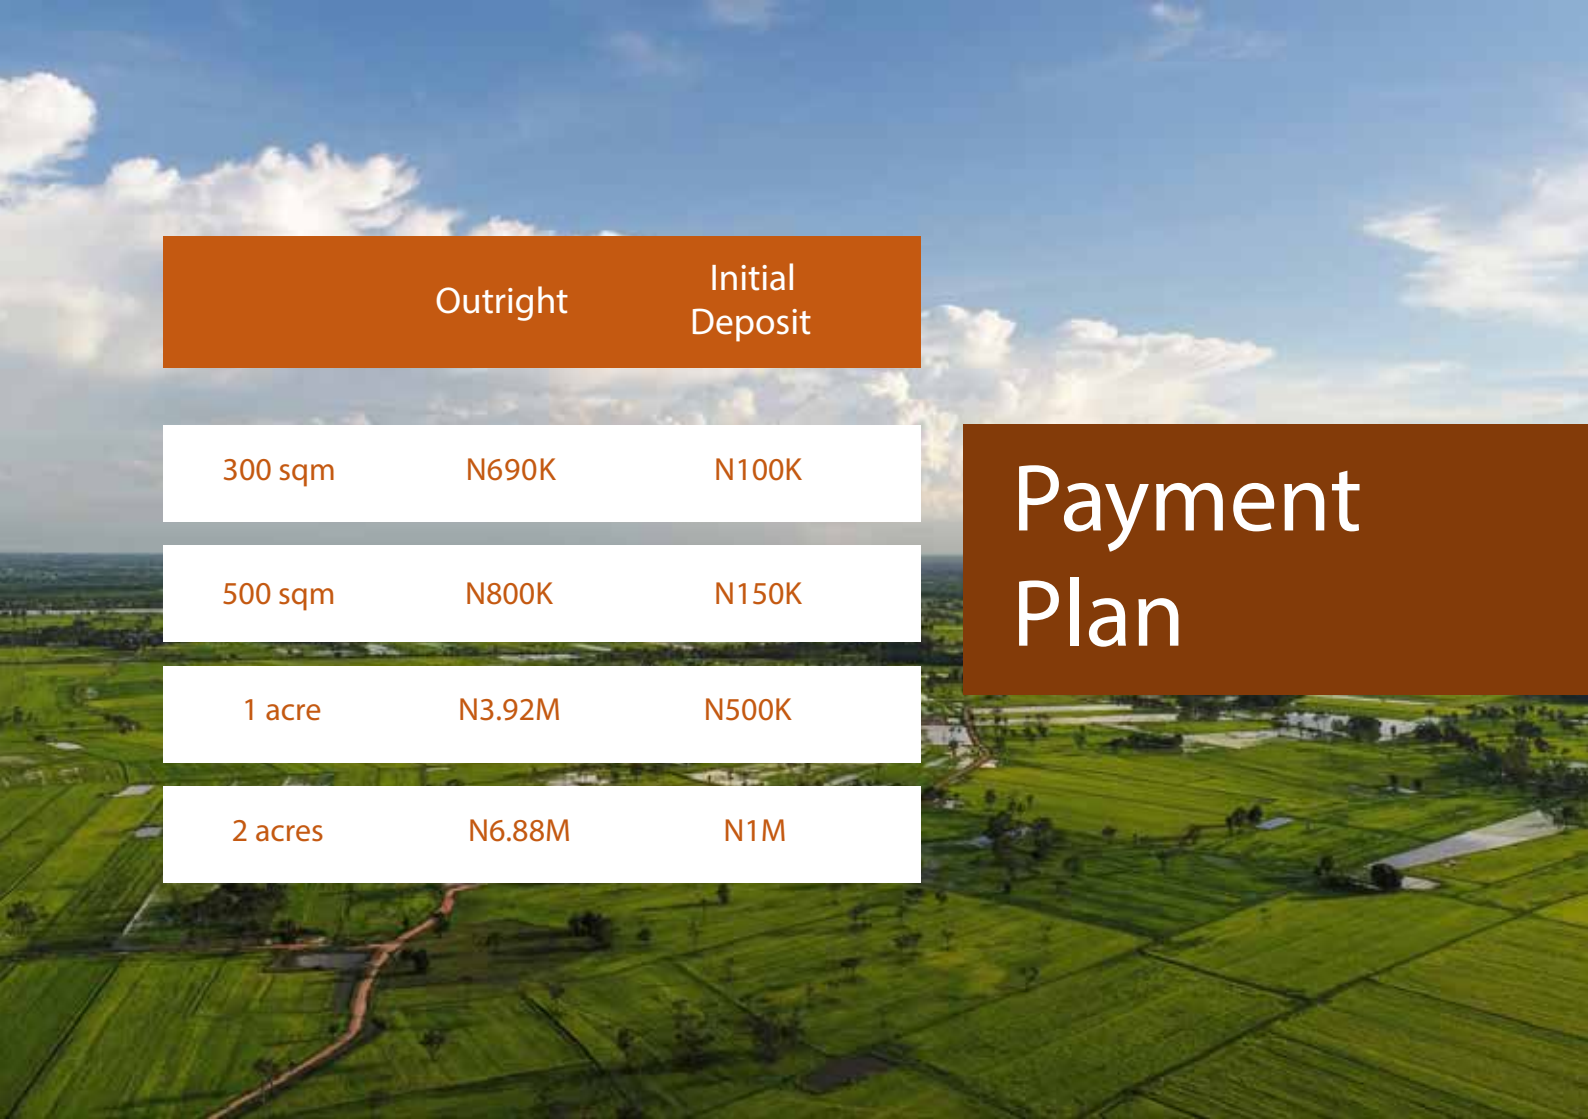 Outright
Initial
Deposit
300 sqm N690K N100K
500 sqm N800K N150K
1 acre N3.92M N500K
2 acres N6.88M N1M
Payment
Plan